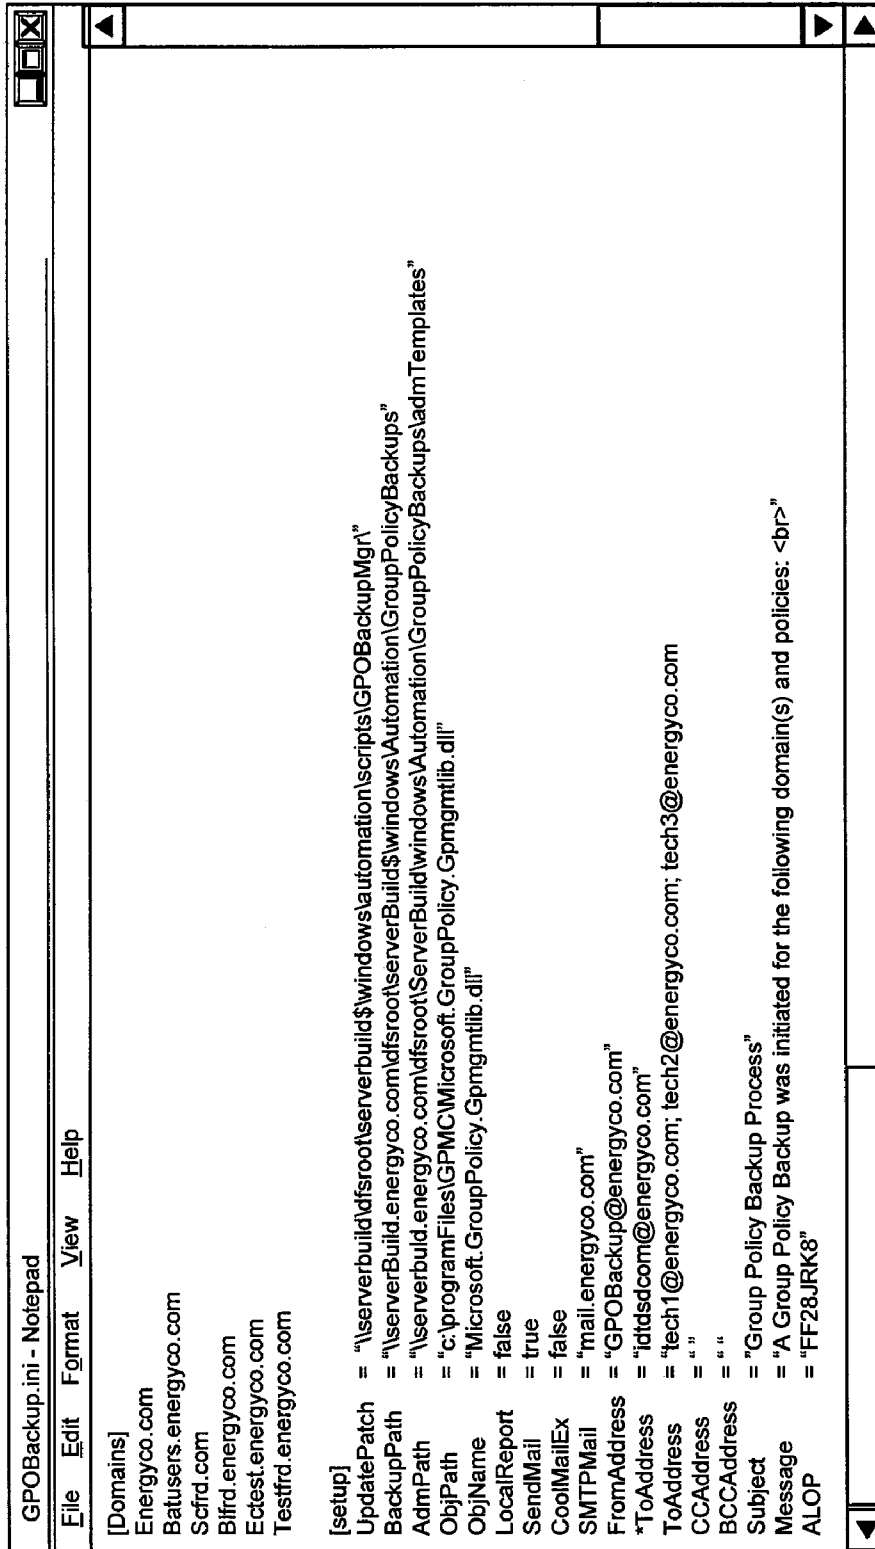 GPOBackup.ini - Notepad
File Edit Format View Help
[Domains]
Energyco.com
Batusers.energyco.com
Scfrd.com
Blfrd.energyco.com
Ectest.energyco.com
Testfrd.energyco.com
[setup]
UpdatePatch = "\\serverbuild\dfsroot\serverbuild$\windows\automation\scripts\GPOBackupMgr\"
BackupPath = "\\serverBuild.energyco.com\dfsroot\serverBuild$\windows\Automation\GroupPolicyBackups"
AdmPath = "\\serverbuld.energyco.com\dfsroot\ServerBuild\windows\Automation\GroupPolicyBackups\admTemplates"
ObjPath = "c:\programFiles\GPMC\Microsoft.GroupPolicy.Gpmgmtlib.dll"
ObjName = "Microsoft.GroupPolicy.Gpmgmtlib.dll"
LocalReport = false
SendMail = true
CoolMailEx = false
SMTPMail = "mail.energyco.com"
FromAddress = "GPOBackup@energyco.com"
*ToAddress = "idtdsdcom@energyco.com"
ToAddress = "tech1@energyco.com; tech2@energyco.com; tech3@energyco.com
CCAddress = " "
BCCAddress = " "
Subject = "Group Policy Backup Process"
Message = "A Group Policy Backup was initiated for the following domain(s) and policies: <br>"
ALOP = "FF28JRK8"